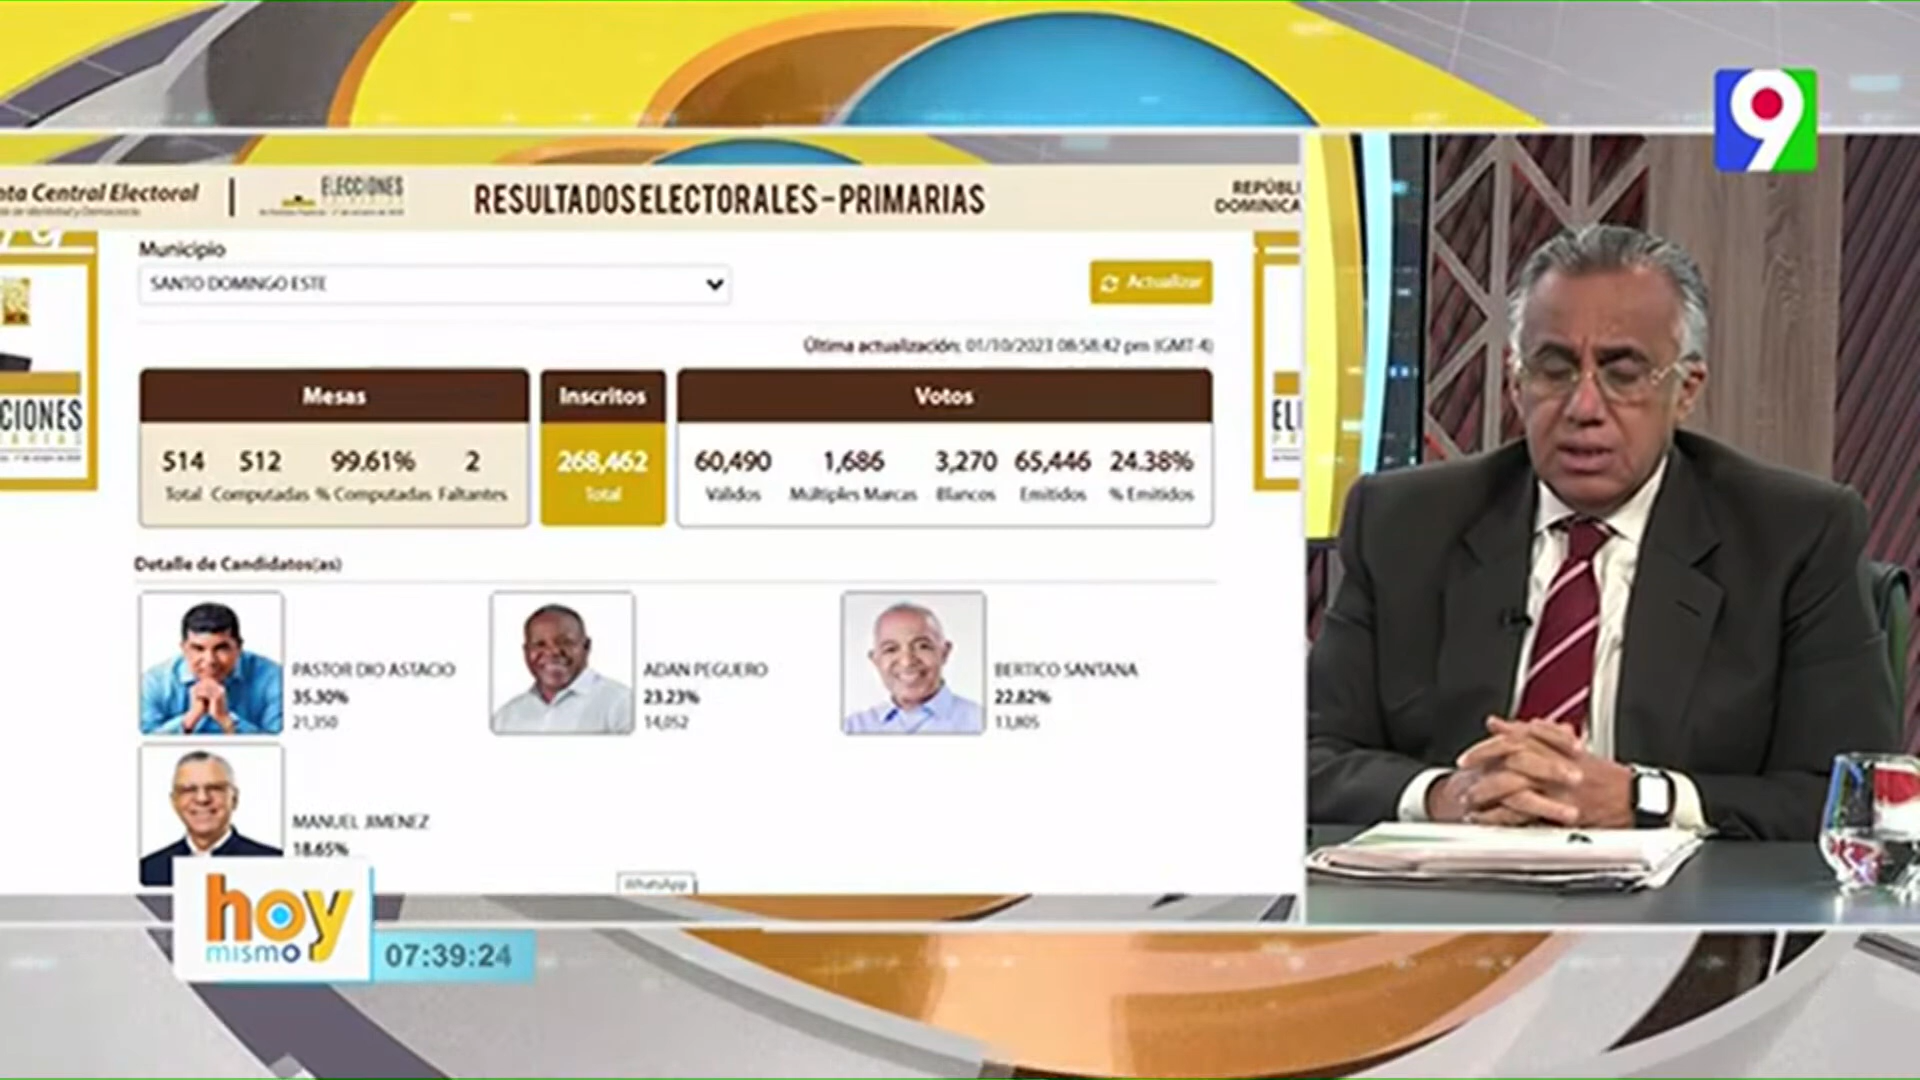 9
nta Central Electoral
ELECCIONES
RESULTADOS ELECTORALES - PRIMARIAS
REPÚBLI
DOMINICA
Municipio
SANTO DOMINGO ESTE
Actualizar
Última actualización: 01/10/2023 08:58:42 pm (GMT-4)
Mesas
Inscritos
Votos
514 512 99.61% 2
268,462
60,490 1,686 3,270 65,446 24.38%
Total Computadas % Computadas Faltantes
Total
Válidos Múltiples Marcas Blancos Emitidos % Emitidos
CIONES
EL
Detalle de Candidatos(as)
PASTOR DIO ASTACIO
35.30%
21,350
ADAN PEGUERO
23.23%
14,052
BERTICO SANTANA
22.82%
13,805
MANUEL JIMENEZ
18.65%
WhatsApp
hoy
mismo
07:39:24